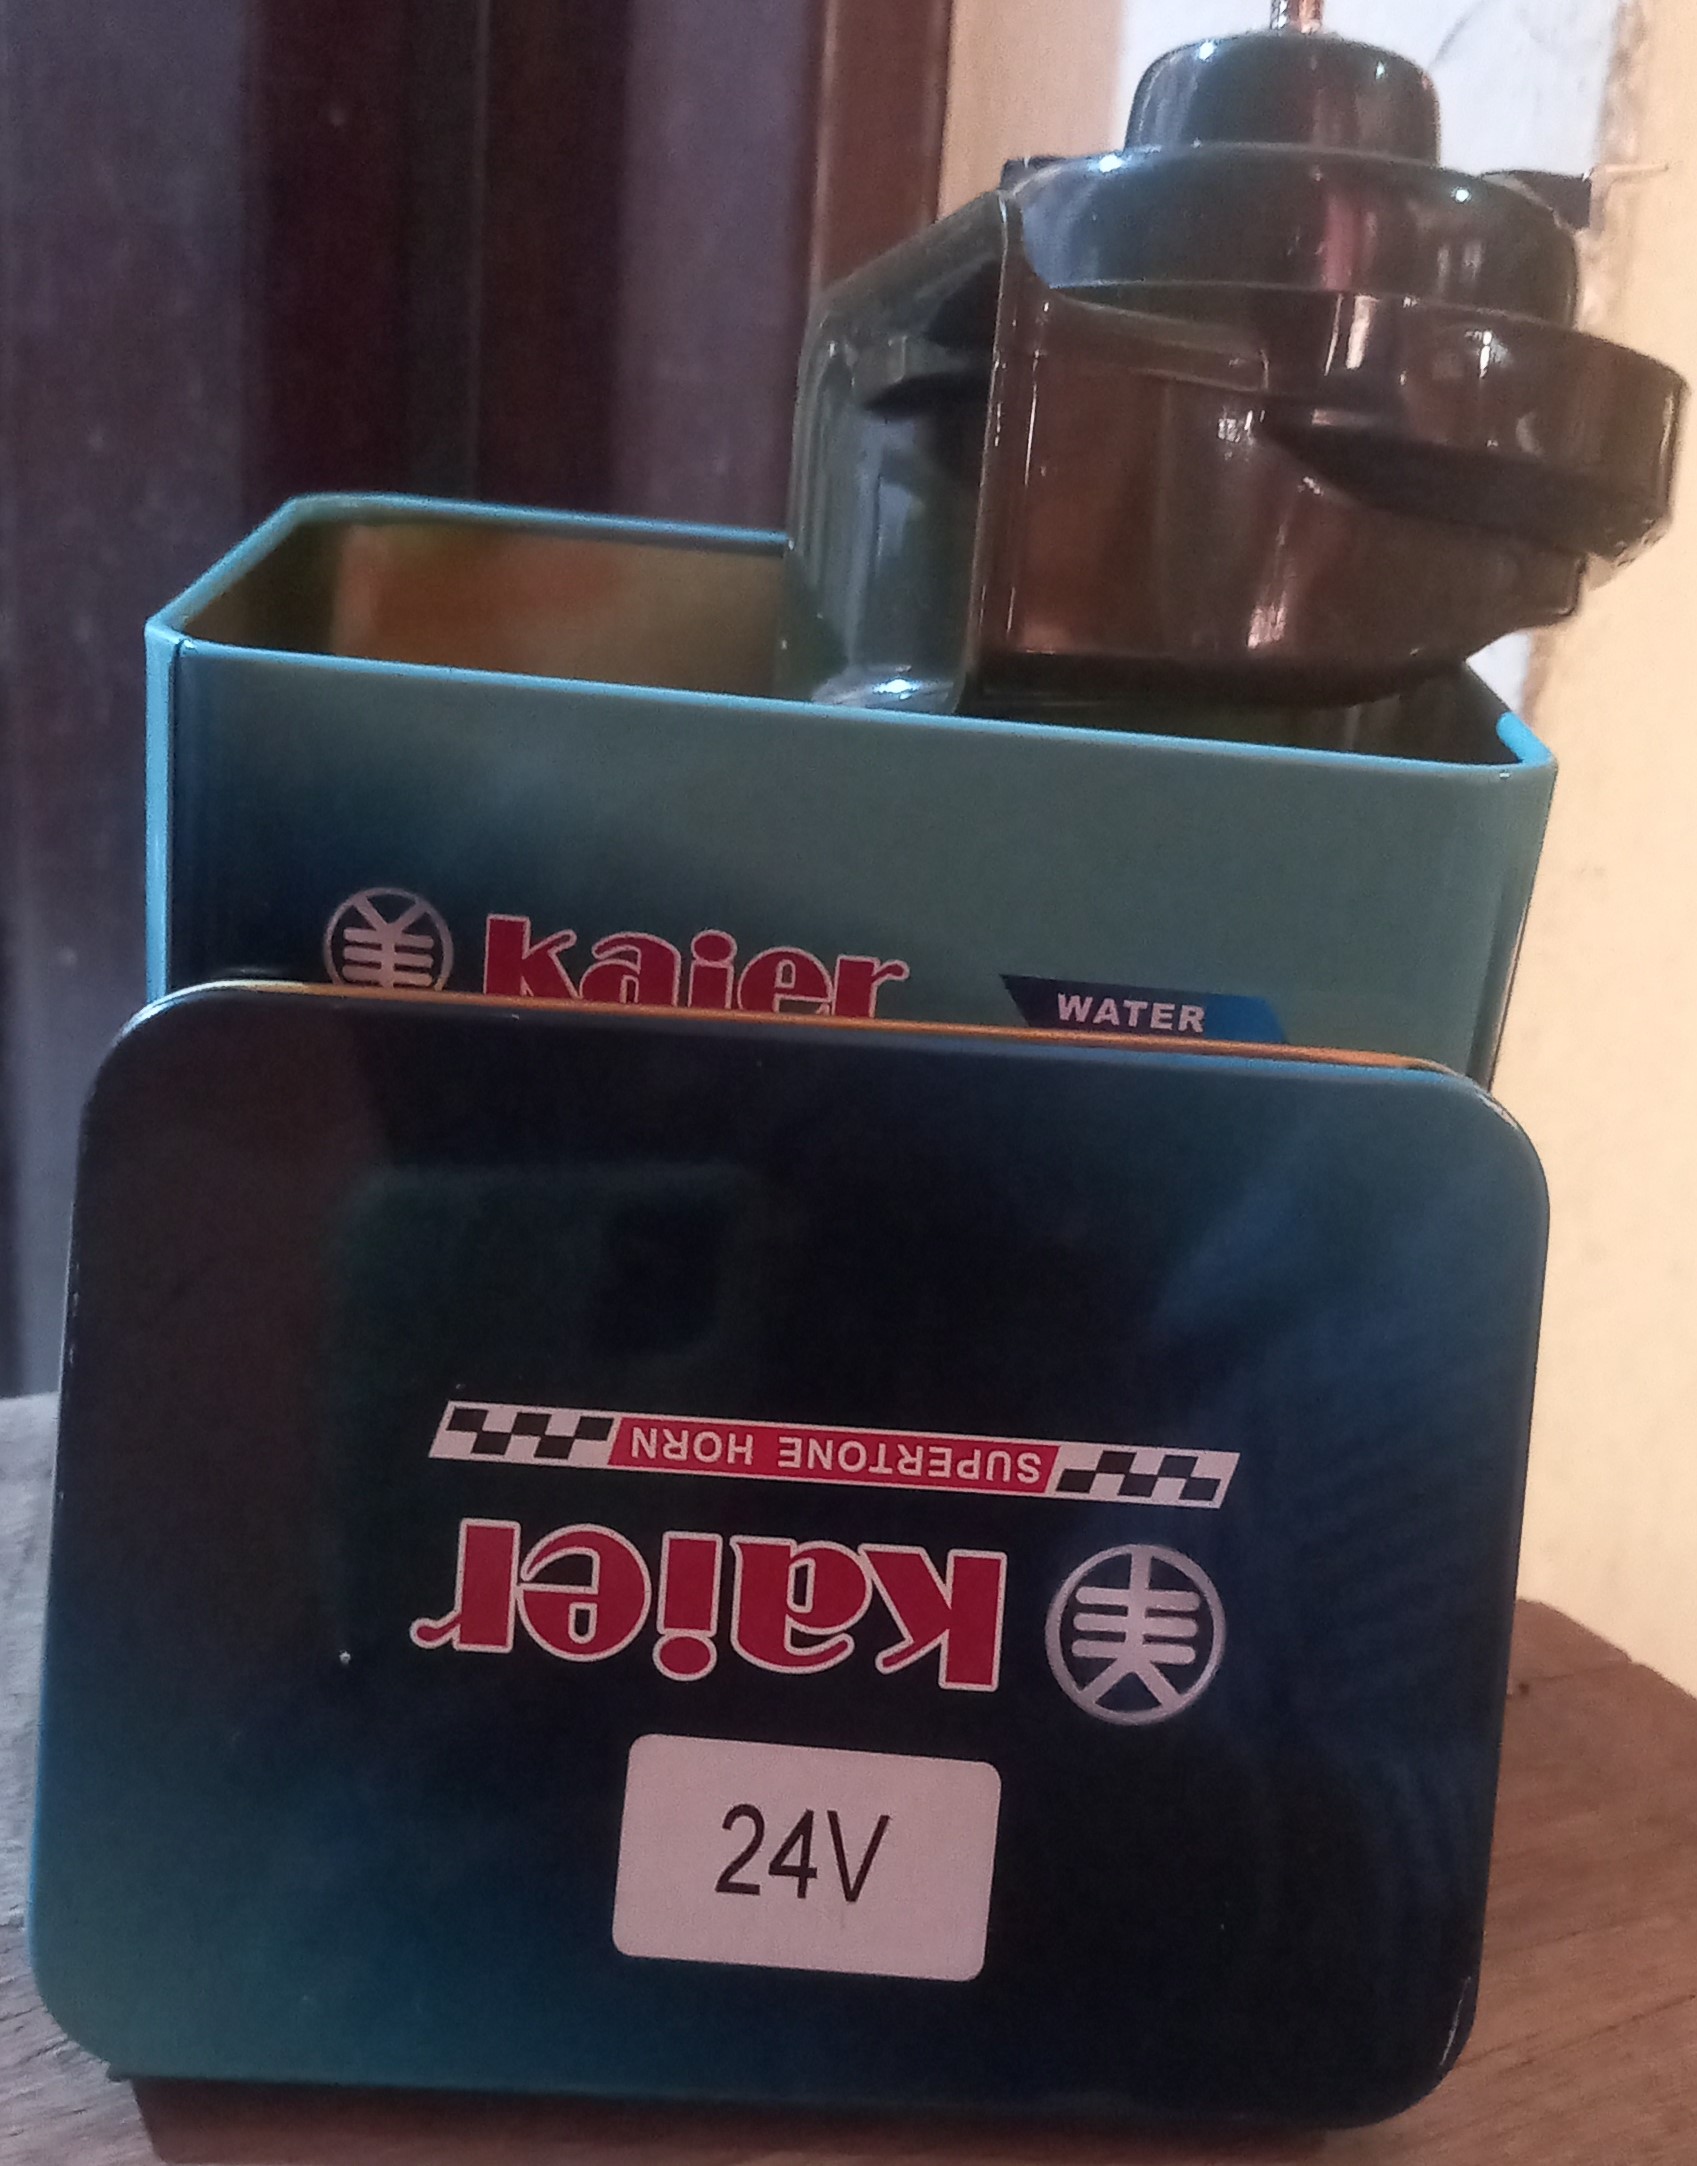 kaier
WATER
24V
kaier
SUPERTONE HORN